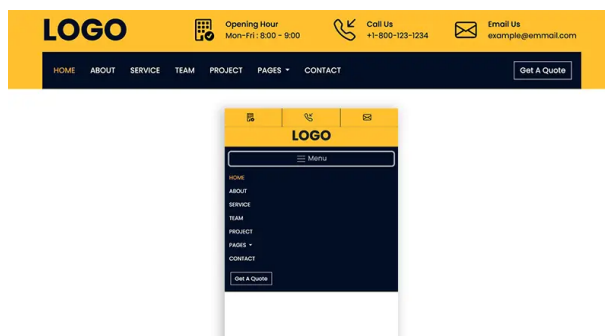 LOGO
Opening Hour
Mon-Fri : 8:00 - 9:00
Call Us
+1-800-123-1234
Email Us
example@emmail.com
HOME ABOUT SERVICE TEAM PROJECT PAGES CONTACT Get A Quote
LOGO
Menu
HOME
ABOUT
SERVICE
TEAM
PROJECT
PAGES
CONTACT
Get A Quote